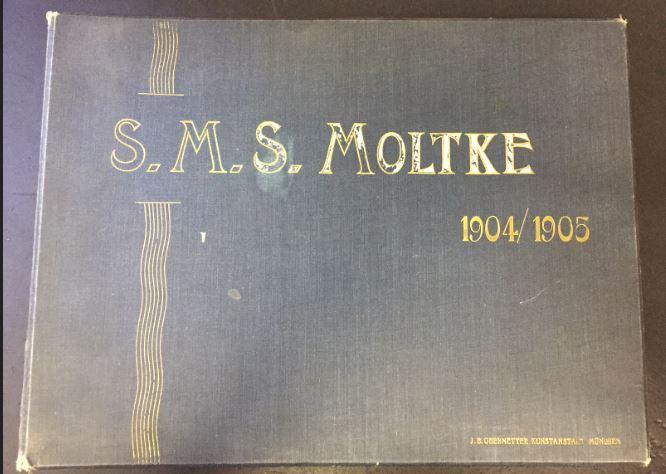 S.M.S. MOLTKE
1904/1905
J. B. OBERNETTER KUNSTANSTALT MÜNCHEN